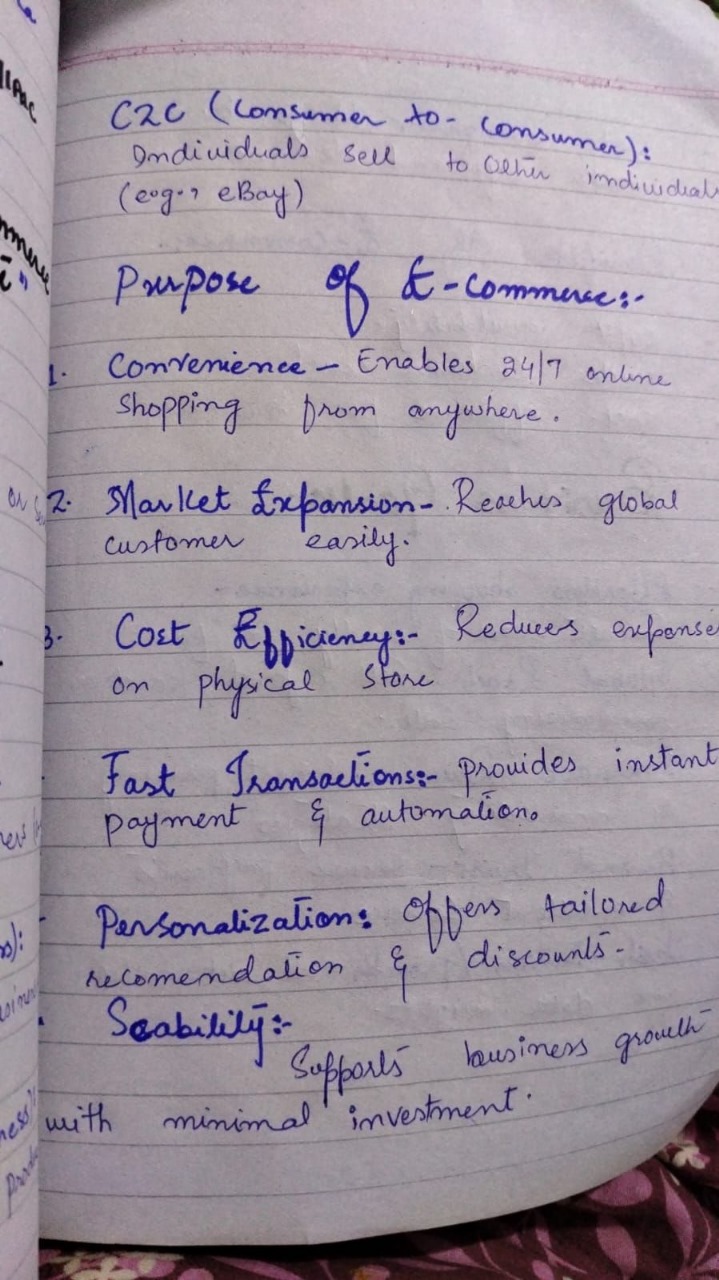 C2C (Consumer to- Consumer):
Individuals sell to other individuals
(e.g., eBay)
Purpose of E-commerce:-
1. Convenience - Enables 24/7 online
shopping from anywhere.
2. Market Expansion - Reaches global
customer easily.
3. Cost Efficiency:- Reduces expense
on physical store
Fast Transactions:- provides instant
payment & automation.
Personalization: Offers tailored
recomendation & discounts-
Scability:-
Supports business growth
with minimal investment.